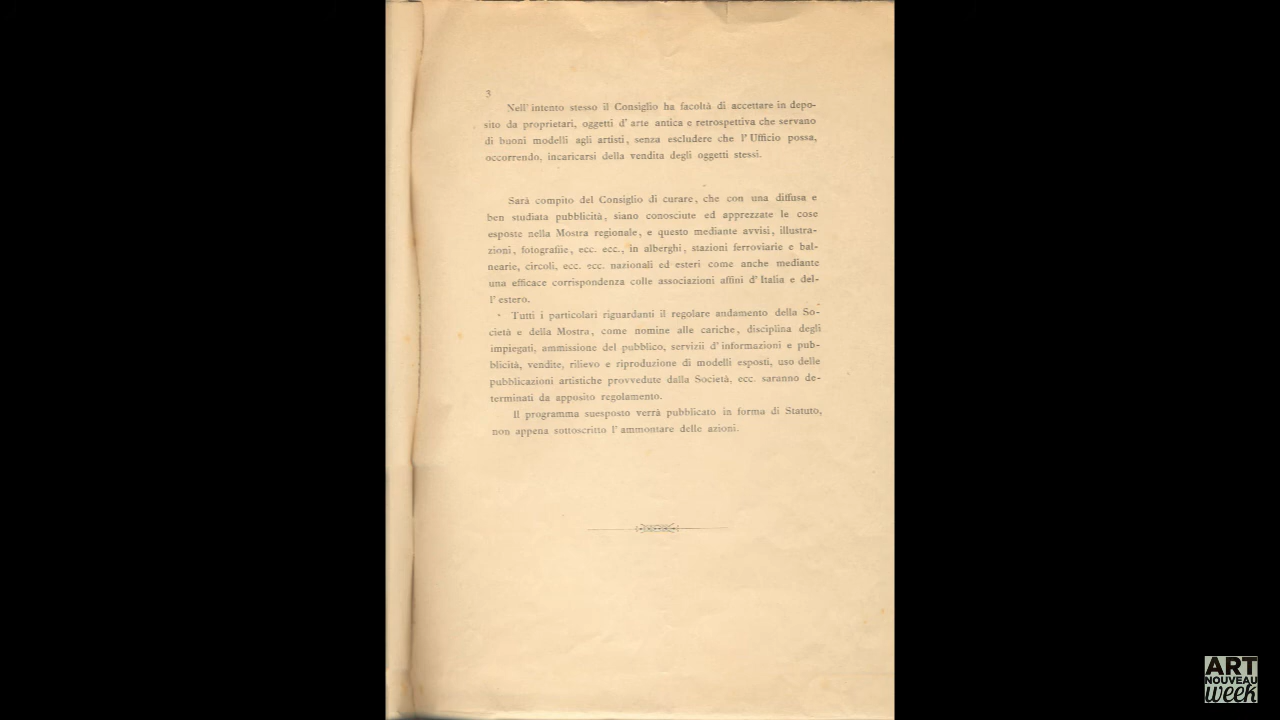 3
Nell' intento stesso il Consiglio ha facoltà di accettare in depo-
sito da proprietari, oggetti d' arte antica e retrospettiva che servano
di buoni modelli agli artisti, senza escludere che l' Ufficio possa,
occorrendo, incaricarsi della vendita degli oggetti stessi.
Sarà compito del Consiglio di curare, che con una diffusa e
ben studiata pubblicità, siano conosciute ed apprezzate le cose
esposte nella Mostra regionale, e questo mediante avvisi, illustra-
zioni, fotografiie, ecc. ecc., in alberghi, stazioni ferroviarie e bal-
nearie, circoli, ecc. ecc. nazionali ed esteri come anche mediante
una efficace corrispondenza colle associazioni affini d' Italia e del-
l' estero.
Tutti i particolari riguardanti il regolare andamento della So-
cietà e della Mostra, come nomine alle cariche, disciplina degli
impiegati, ammissione del pubblico, servizii d' informazioni e pub-
blicità, vendite, rilievo e riproduzione di modelli esposti, uso delle
pubblicazioni artistiche provvedute dalla Società, ecc. saranno de-
terminati da apposito regolamento.
Il programma suesposto verrà pubblicato in forma di Statuto,
non appena sottoscritto l' ammontare delle azioni.
ART
NOUVEAU
week